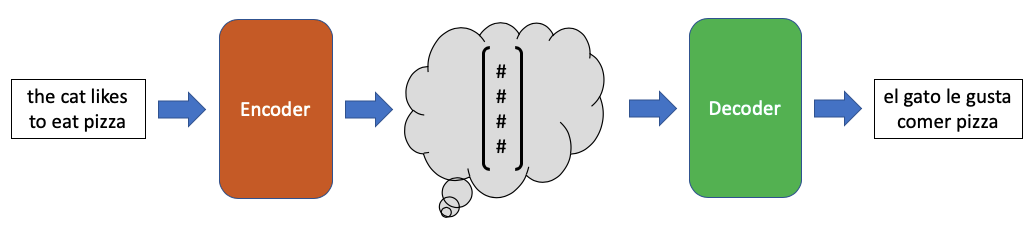 the cat likes
to eat pizza
Encoder
#
#
#
#
Decoder
el gato le gusta
comer pizza